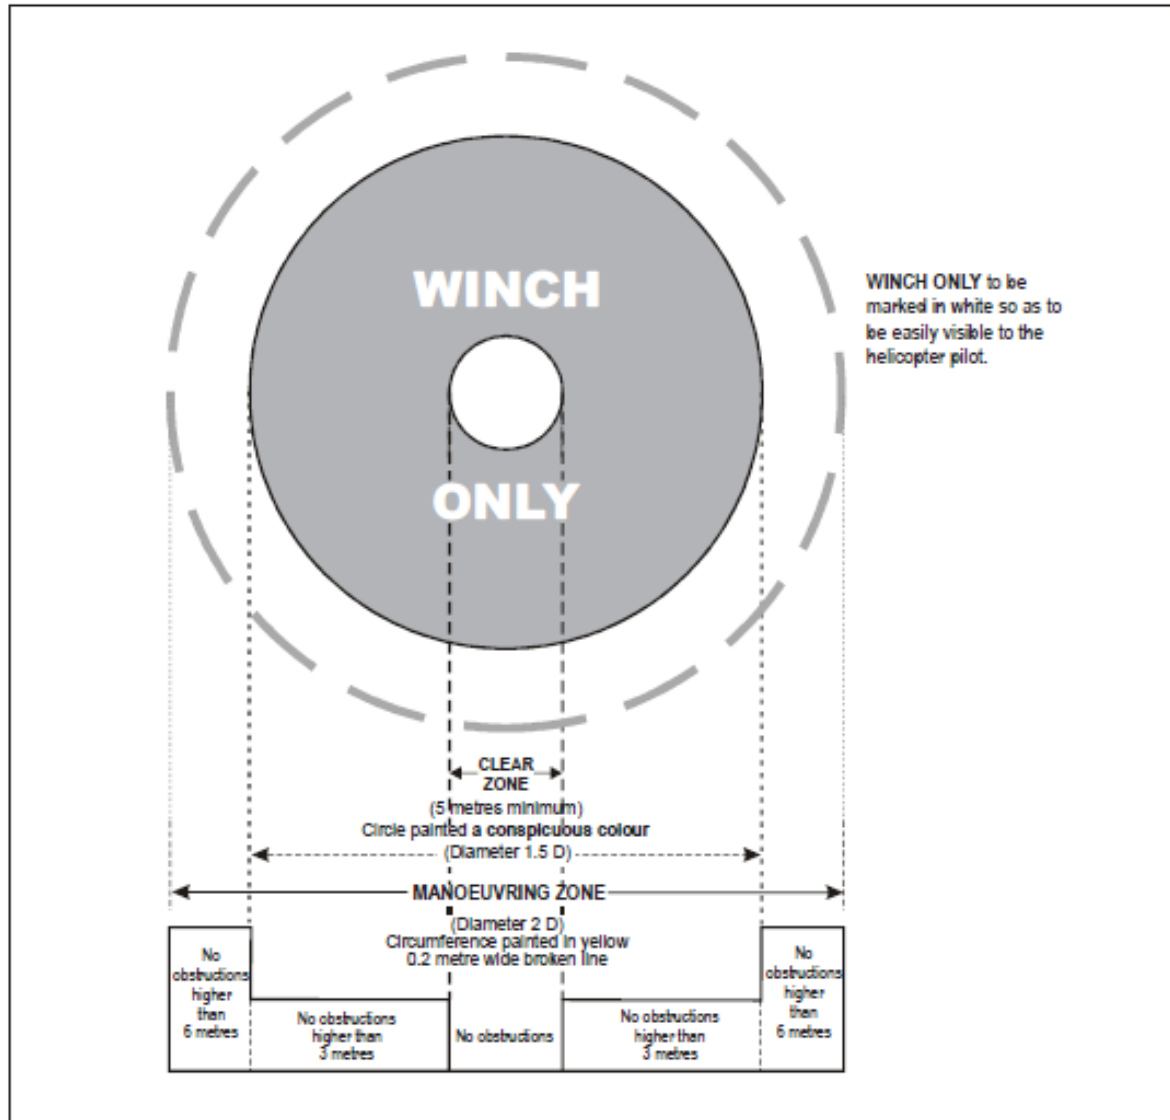 WINCH
ONLY
WINCH ONLY to be
marked in white so as to
be easily visible to the
helicopter pilot.
CLEAR
ZONE
(5 metres minimum)
Circle painted a conspicuous colour
(Diameter 1.5 D)
MANOEUVRING ZONE
(Diameter 2 D)
Circumference painted in yellow
0.2 metre wide broken line
No
obstructions
higher
than
6 metres
No obstructions
higher than
3 metres
No obstructions
No obstructions
higher than
3 metres
No
obstructions
higher
than
6 metres